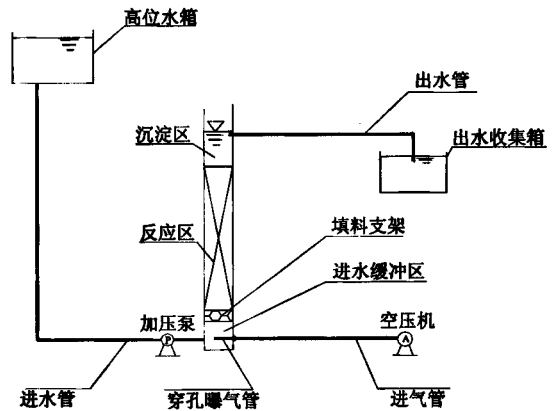 高位水箱
出水管
沉淀区
出水收集箱
填料支架
反应区
进水缓冲区
加压泵
空压机
P
A
进水管
穿孔曝气管
进气管